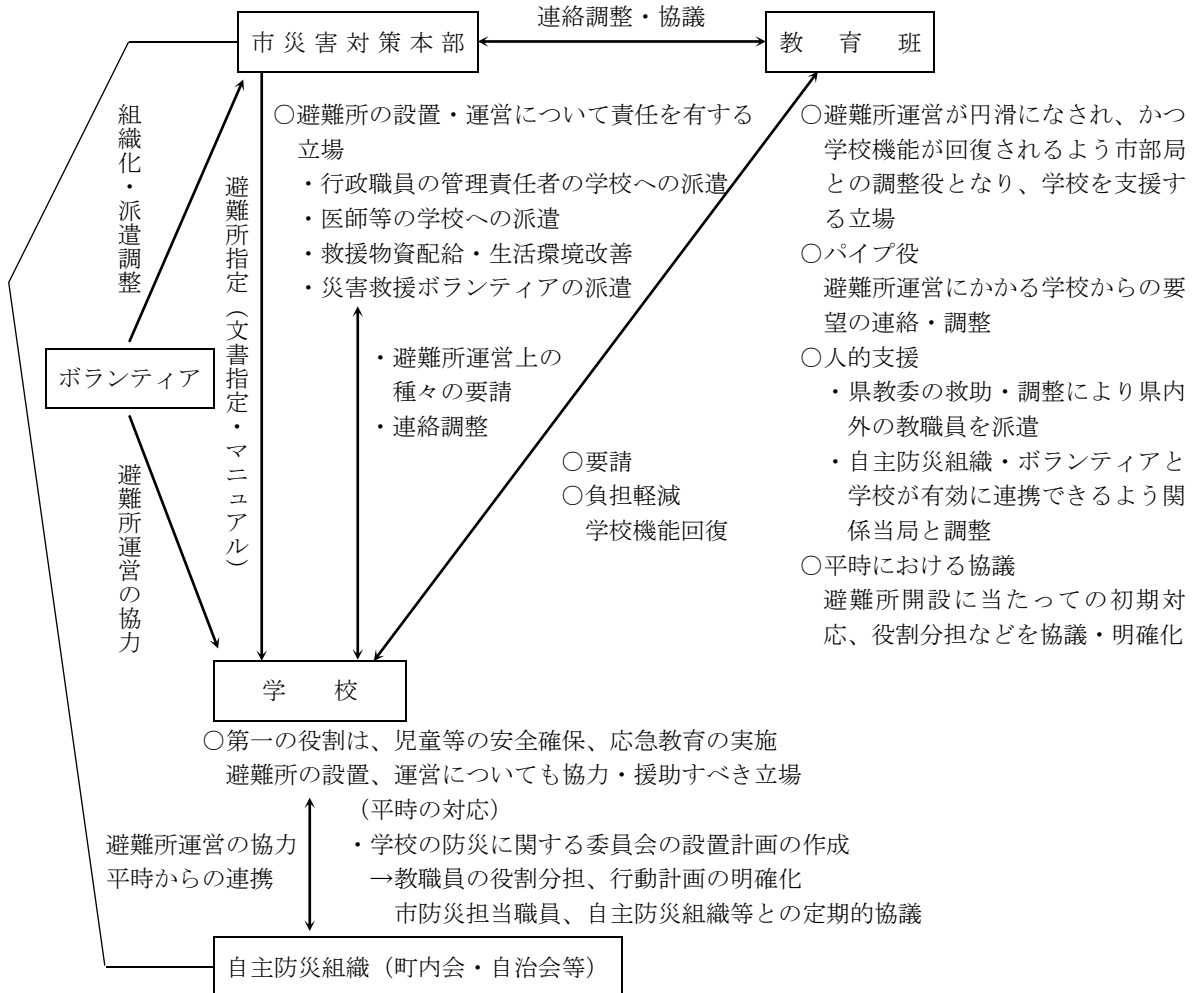 連絡調整・協議
市災害対策本部
教育班
組織化・派遣調整
避難所指定（文書指定・マニュアル）
○避難所の設置・運営について責任を有する
立場
・行政職員の管理責任者の学校への派遣
・医師等の学校への派遣
・救援物資配給・生活環境改善
・災害救援ボランティアの派遣
○避難所運営が円滑になされ、かつ
学校機能が回復されるよう市部局
との調整役となり、学校を支援す
る立場
○パイプ役
避難所運営にかかる学校からの要
望の連絡・調整
○人的支援
・県教委の救助・調整により県内
外の教職員を派遣
・自主防災組織・ボランティアと
学校が有効に連携できるよう関
係当局と調整
○平時における協議
避難所開設に当たっての初期対
応、役割分担などを協議・明確化
ボランティア
・避難所運営上の
種々の要請
・連絡調整
○要請
○負担軽減
学校機能回復
避難所運営の協力
学校
○第一の役割は、児童等の安全確保、応急教育の実施
避難所の設置、運営についても協力・援助すべき立場
（平時の対応）
・学校の防災に関する委員会の設置計画の作成
→教職員の役割分担、行動計画の明確化
市防災担当職員、自主防災組織等との定期的協議
避難所運営の協力
平時からの連携
自主防災組織（町内会・自治会等）